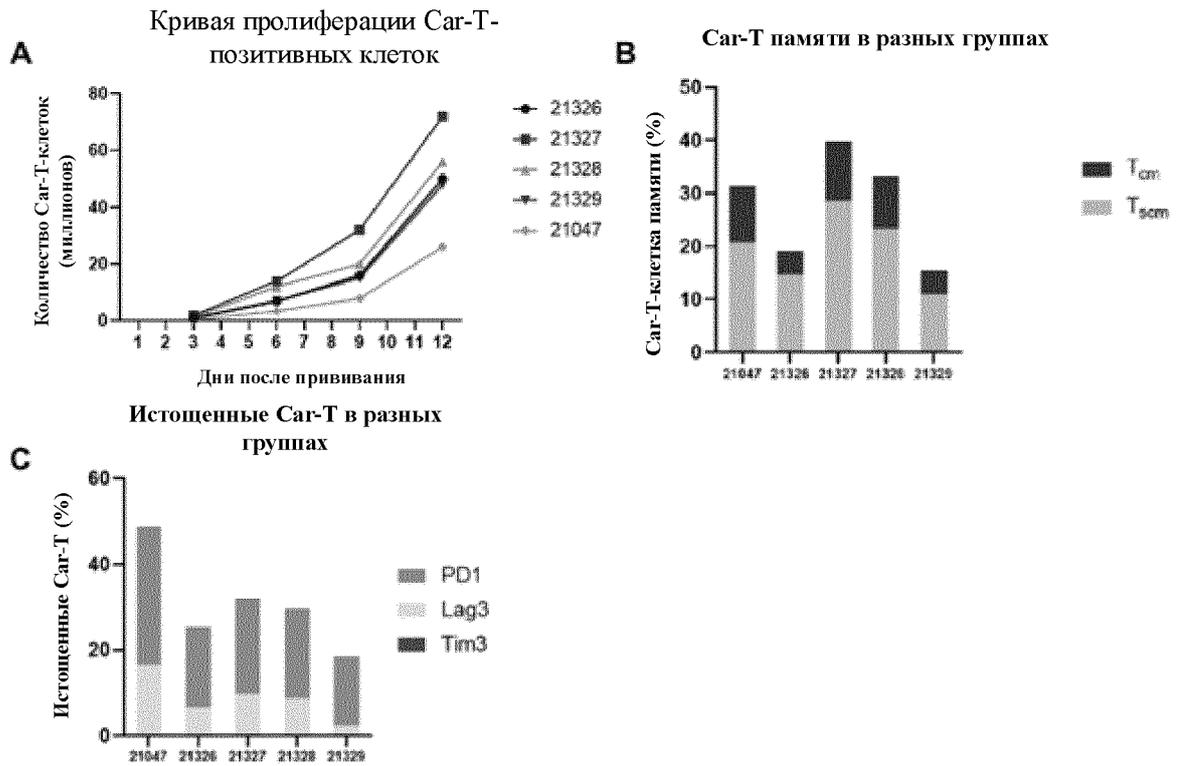 A
Кривая пролиферации Car-T-
позитивных клеток
Количество Car-T-клеток
(миллионов)
80
60
40
20
0
1 2 3 4 5 6 7 8 9 10 11 12
Дни после прививания
21326
21327
21328
21329
21047
B
Car-T памяти в разных группах
Car-T-клетка памяти (%)
50
40
30
20
10
0
21047 21326 21327 21328 21329
Tcm
Tscm
C
Истощенные Car-T в разных
группах
Истощенные Car-T (%)
60
40
20
0
21047 21326 21327 21328 21329
PD1
Lag3
Tim3